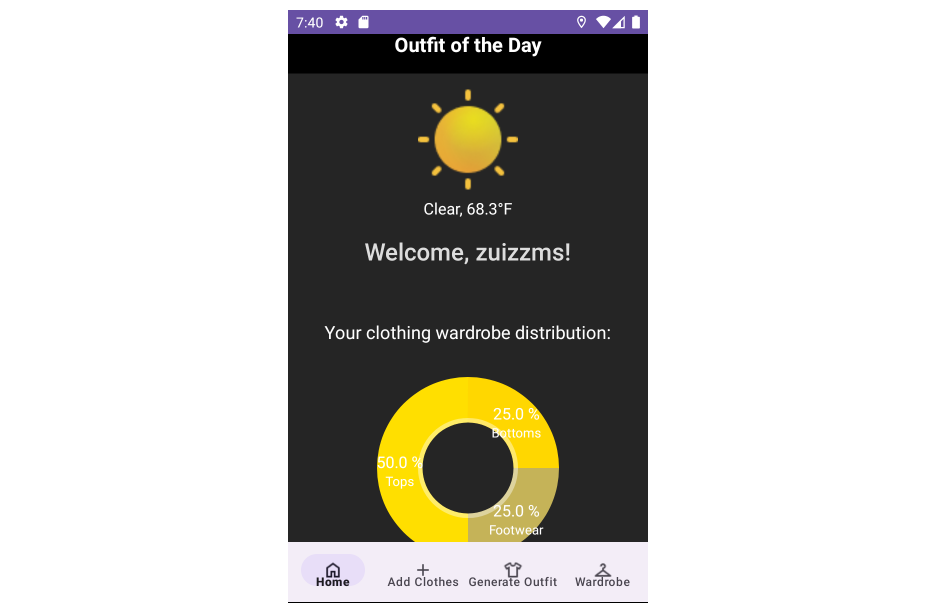 7:40
Outfit of the Day
Clear, 68.3°F
Welcome, zuizzms!
Your clothing wardrobe distribution:
25.0 %
Bottoms
50.0 %
Tops
25.0 %
Footwear
Home
Add Clothes
Generate Outfit
Wardrobe